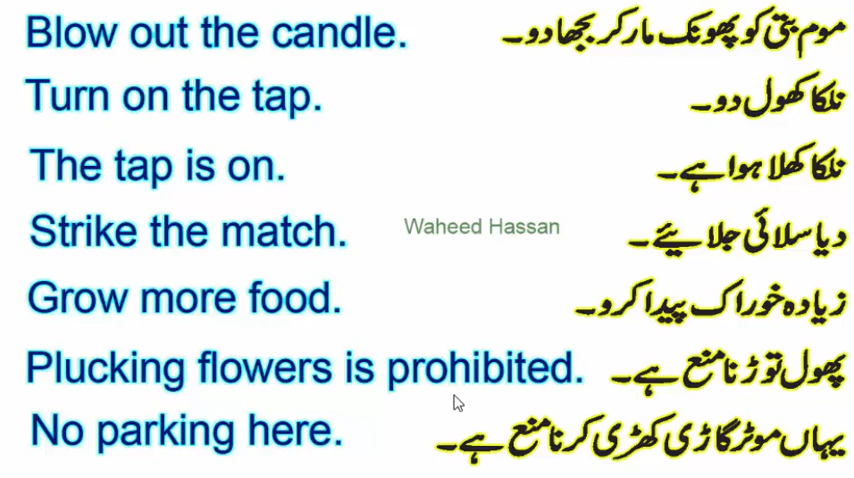 Blow out the candle. موم بتی کو پھونک مار کر بجھا دو۔
Turn on the tap. نلکا کھول دو۔
The tap is on. نلکا کھلا ہوا ہے۔
Strike the match. Waheed Hassan دیا سلائی جلایئے۔
Grow more food. زیادہ خوراک پیدا کرو۔
Plucking flowers is prohibited. پھول توڑنا منع ہے۔
No parking here. یہاں موٹر گاڑی کھڑی کرنا منع ہے۔